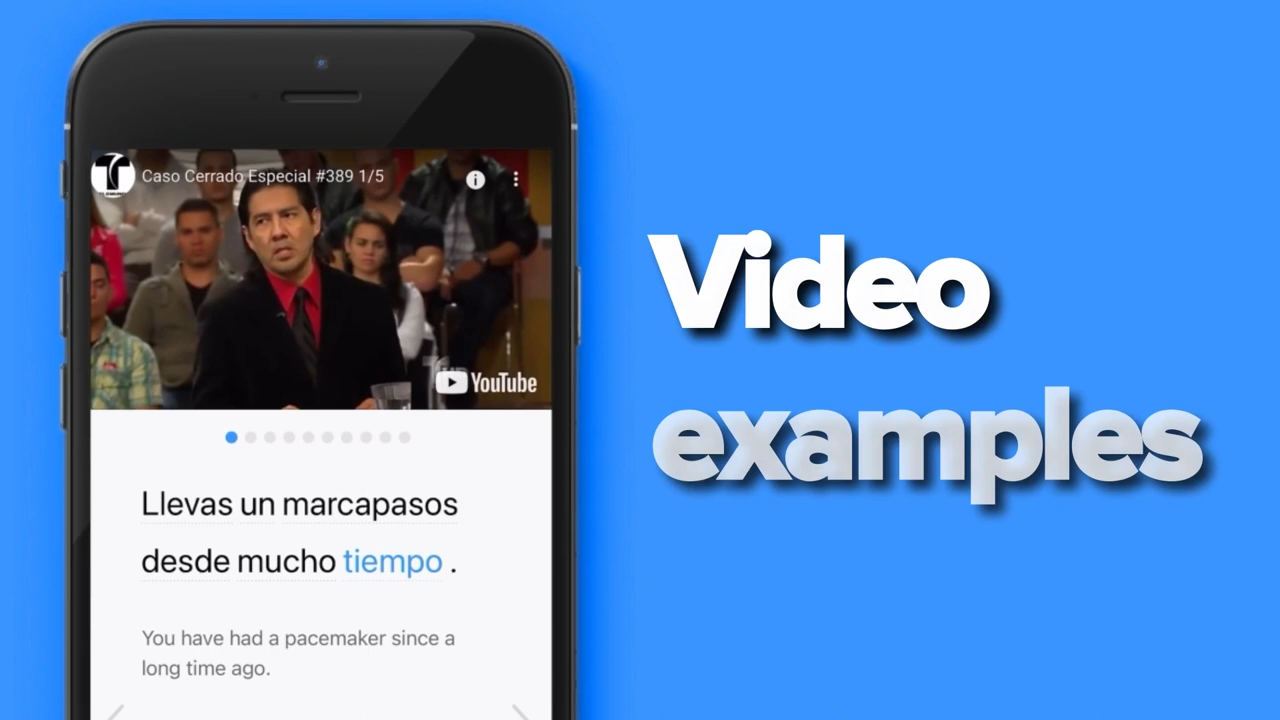 Caso Cerrado Especial #389 1/5
YouTube
Llevas un marcapasos
desde mucho tiempo .
You have had a pacemaker since a
long time ago.
Video
examples